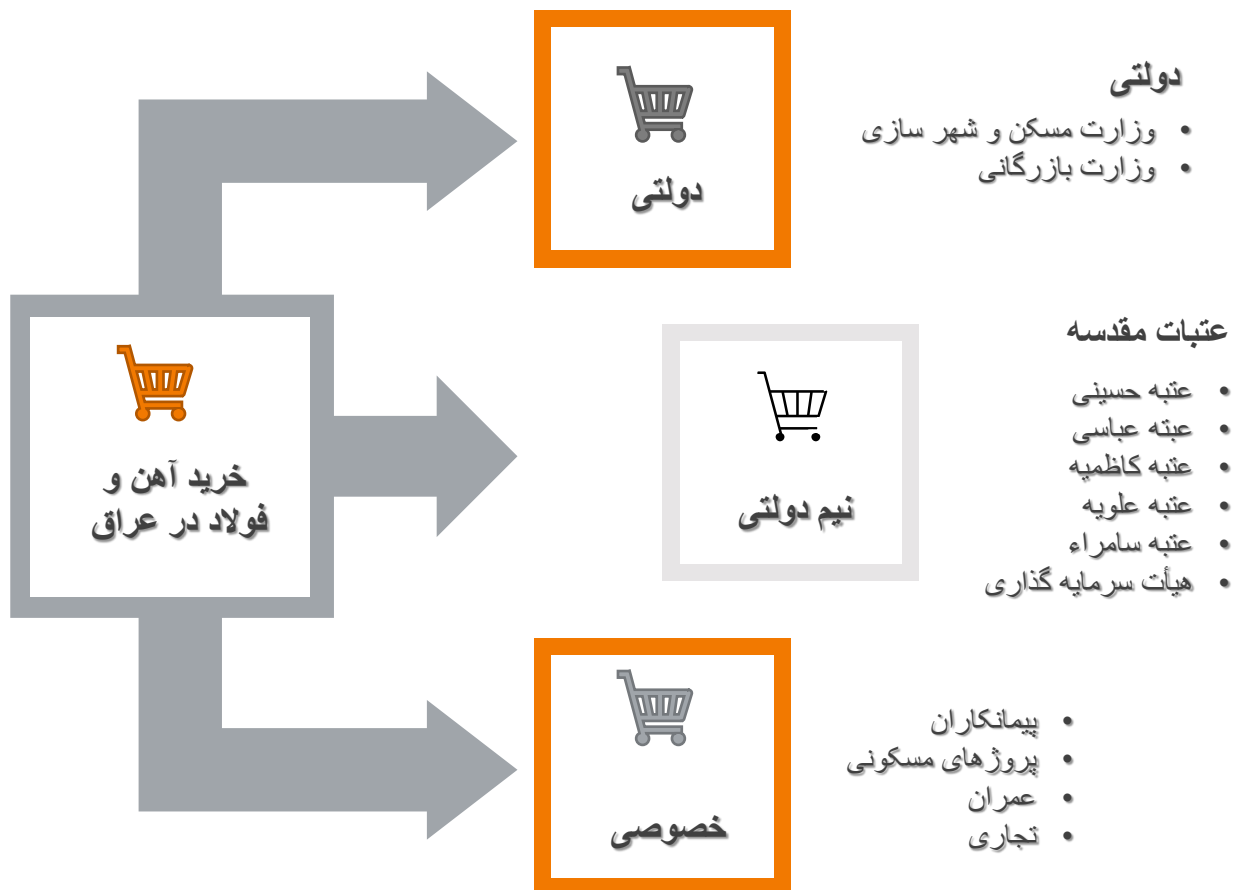 خرید آهن و
فولاد در عراق
دولتی
دولتی
• وزارت مسکن و شهر سازی
• وزارت بازرگانی
نیم دولتی
عتبات مقدسه
• عتبه حسینی
• عبته عباسی
• عتبه کاظمیه
• عتبه علویه
• عتبه سامراء
• هیأت سرمایه گذاری
خصوصی
• پیمانکاران
• پروژهای مسکونی
• عمران
• تجاری